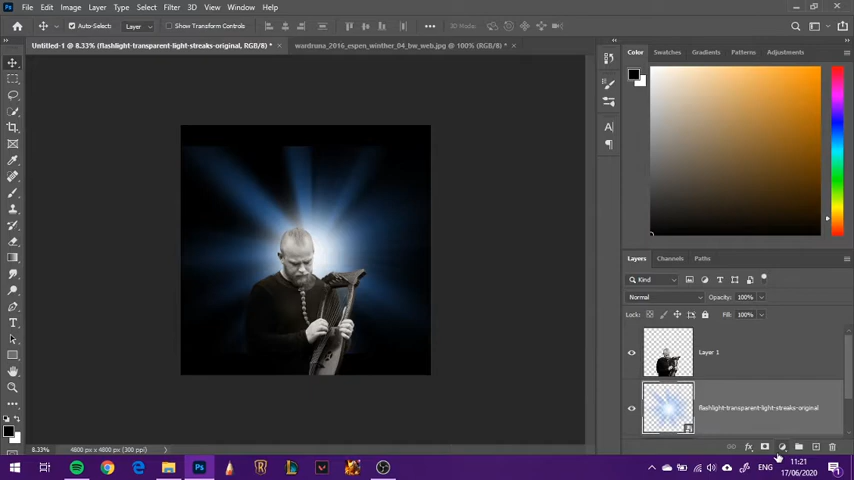 File Edit Image Layer Type Select Filter 3D View Window Help
Auto-Select: Layer Show Transform Controls 3D Mode:
Untitled-1 @ 8.33% (flashlight-transparent-light-streaks-original, RGB/8) * × wardruna_2016_espen_winther_04_bw_web.jpg @ 100% (RGB/8) * ×
Color Swatches Gradients Patterns Adjustments
Layers Channels Paths
Kind
Normal Opacity: 100%
Lock: Fill: 100%
Layer 1
flashlight-transparent-light-streaks-original
8.33% 4800 px x 4800 px (300 ppi)
ENG 11:21
17/06/2020